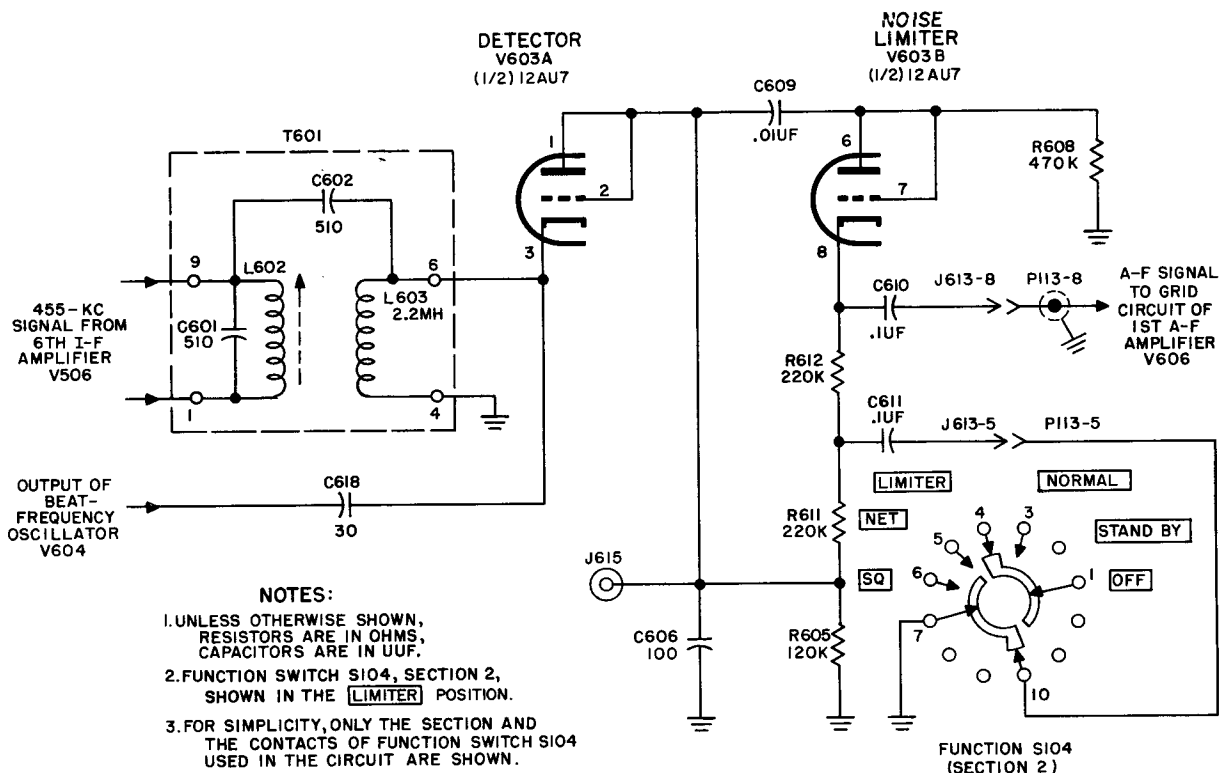 DETECTOR
V603A
(1/2) 12AU7
NOISE
LIMITER
V603B
(1/2) 12AU7
C609
.01UF
1
2
3
6
7
8
R608
470K
T601
C602
510
9
L602
6
L603
2.2MH
C601
510
1
4
455-KC
SIGNAL FROM
6TH I-F
AMPLIFIER
V506
C610
.1UF
J613-8
P113-8
A-F SIGNAL
TO GRID
CIRCUIT OF
1ST A-F
AMPLIFIER
V606
R612
220K
C611
.1UF
J613-5
P113-5
OUTPUT OF
BEAT-
FREQUENCY
OSCILLATOR
V604
C618
30
R611
220K
LIMITER
NORMAL
NET
STAND BY
SQ
OFF
4
3
5
6
1
7
10
J615
C606
100
R605
120K
NOTES:
1. UNLESS OTHERWISE SHOWN,
RESISTORS ARE IN OHMS,
CAPACITORS ARE IN UUF.
2. FUNCTION SWITCH S104, SECTION 2,
SHOWN IN THE LIMITER POSITION.
3. FOR SIMPLICITY, ONLY THE SECTION AND
THE CONTACTS OF FUNCTION SWITCH S104
USED IN THE CIRCUIT ARE SHOWN.
FUNCTION S104
(SECTION 2)